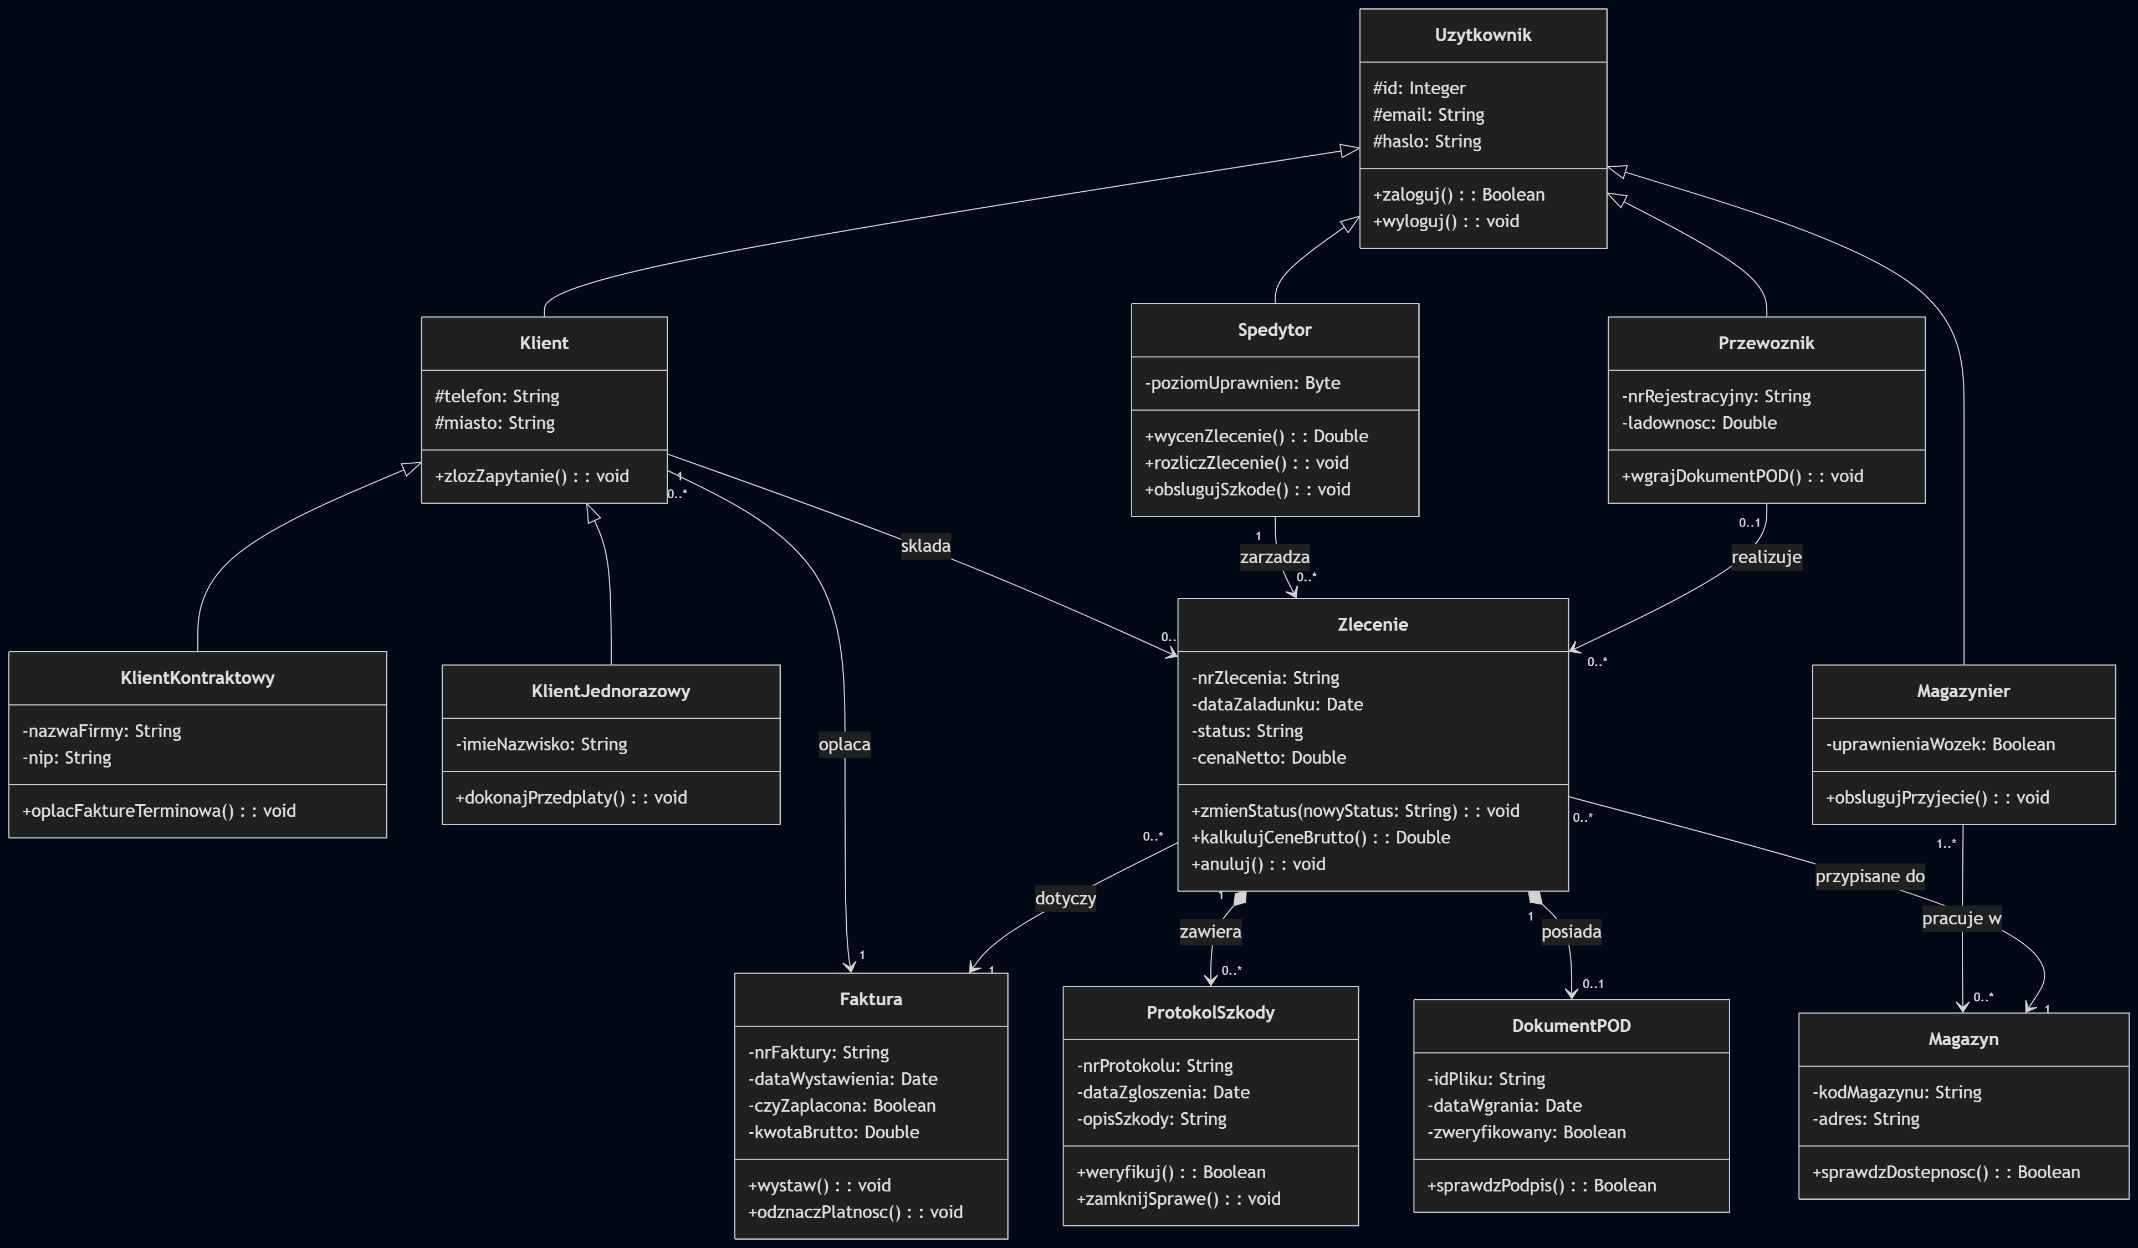 Uzytkownik
#id: Integer
#email: String
#haslo: String
+zaloguj() : : Boolean
+wyloguj() : : void
Klient
#telefon: String
#miasto: String
+zlozZapytanie() : : void
Spedytor
-poziomUprawnien: Byte
+wycenZlecenie() : : Double
+rozliczZlecenie() : : void
+obslugujSzkode() : : void
Przewoznik
-nrRejestracyjny: String
-ladownosc: Double
+wgrajDokumentPOD() : : void
1
0..*
sklada
0..
1
zarzadza
0..*
0..1
realizuje
0..*
KlientKontraktowy
-nazwaFirmy: String
-nip: String
+oplacFaktureTerminowa() : : void
KlientJednorazowy
-imieNazwisko: String
+dokonajPrzedplaty() : : void
oplaca
1
Zlecenie
-nrZlecenia: String
-dataZaladunku: Date
-status: String
-cenaNetto: Double
+zmienStatus(nowyStatus: String) : : void
+kalkulujCeneBrutto() : : Double
+anuluj() : : void
Magazynier
-uprawnieniaWozek: Boolean
+obslugujPrzyjecie() : : void
0..*
dotyczy
1
1
zawiera
0..*
1
posiada
0..1
0..*
przypisane do
1
1..*
pracuje w
0..*
Faktura
-nrFaktury: String
-dataWystawienia: Date
-czyZaplacona: Boolean
-kwotaBrutto: Double
+wystaw() : : void
+odznaczPlatnosc() : : void
ProtokolSzkody
-nrProtokolu: String
-dataZgloszenia: Date
-opisSzkody: String
+weryfikuj() : : Boolean
+zamknijSprawe() : : void
DokumentPOD
-idPliku: String
-dataWgrania: Date
-zweryfikowany: Boolean
+sprawdzPodpis() : : Boolean
Magazyn
-kodMagazynu: String
-adres: String
+sprawdzDostepnosc() : : Boolean